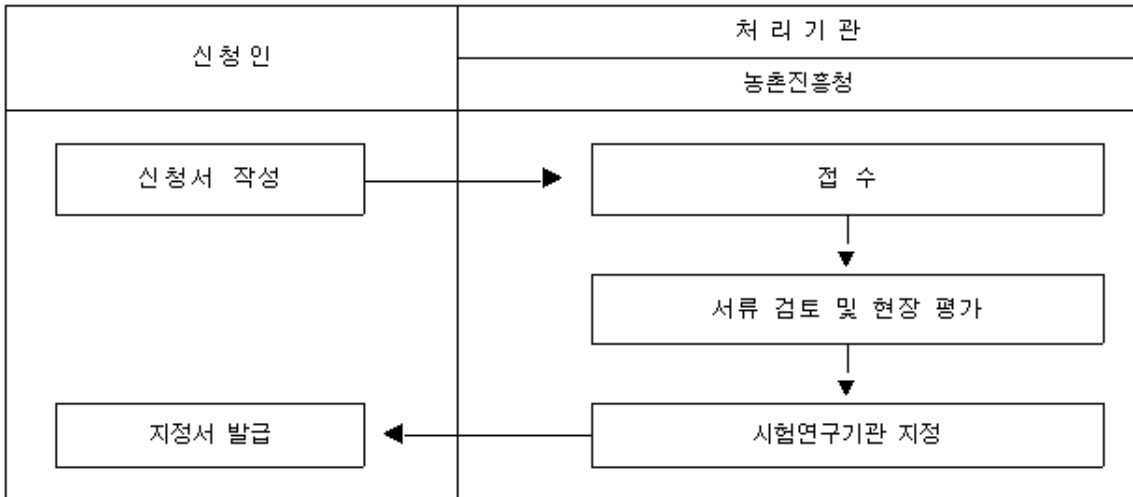 신청인
처 리 기 관
농촌진흥청
신청서 작성
접 수
서류 검토 및 현장 평가
지정서 발급
시험연구기관 지정